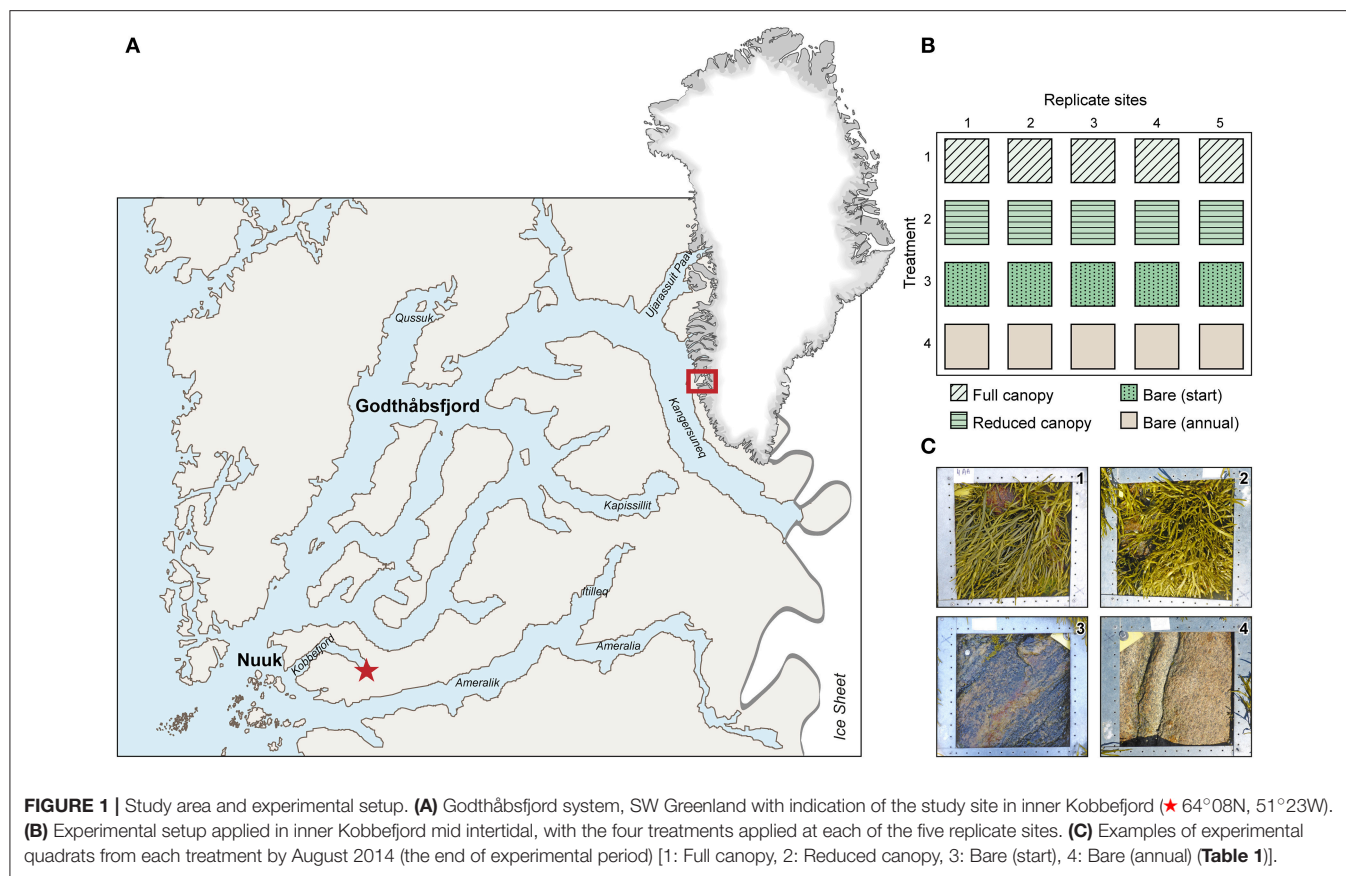 A
Qussuk
Ujarassuit Paav
Godthåbsfjord
Kangersuneq
Kapissillit
Itilleq
Nuuk
Kobbefjord
Ameralik
Ameralla
Ice Sheet
B
Replicate sites
1 2 3 4 5
Treatment
1
2
3
4
Full canopy
Bare (start)
Reduced canopy
Bare (annual)
C
1
2
3
4
FIGURE 1 | Study area and experimental setup. (A) Godthåbsfjord system, SW Greenland with indication of the study site in inner Kobbefjord (★ 64°08N, 51°23W).
(B) Experimental setup applied in inner Kobbefjord mid intertidal, with the four treatments applied at each of the five replicate sites. (C) Examples of experimental
quadrats from each treatment by August 2014 (the end of experimental period) [1: Full canopy, 2: Reduced canopy, 3: Bare (start), 4: Bare (annual) (Table 1)].